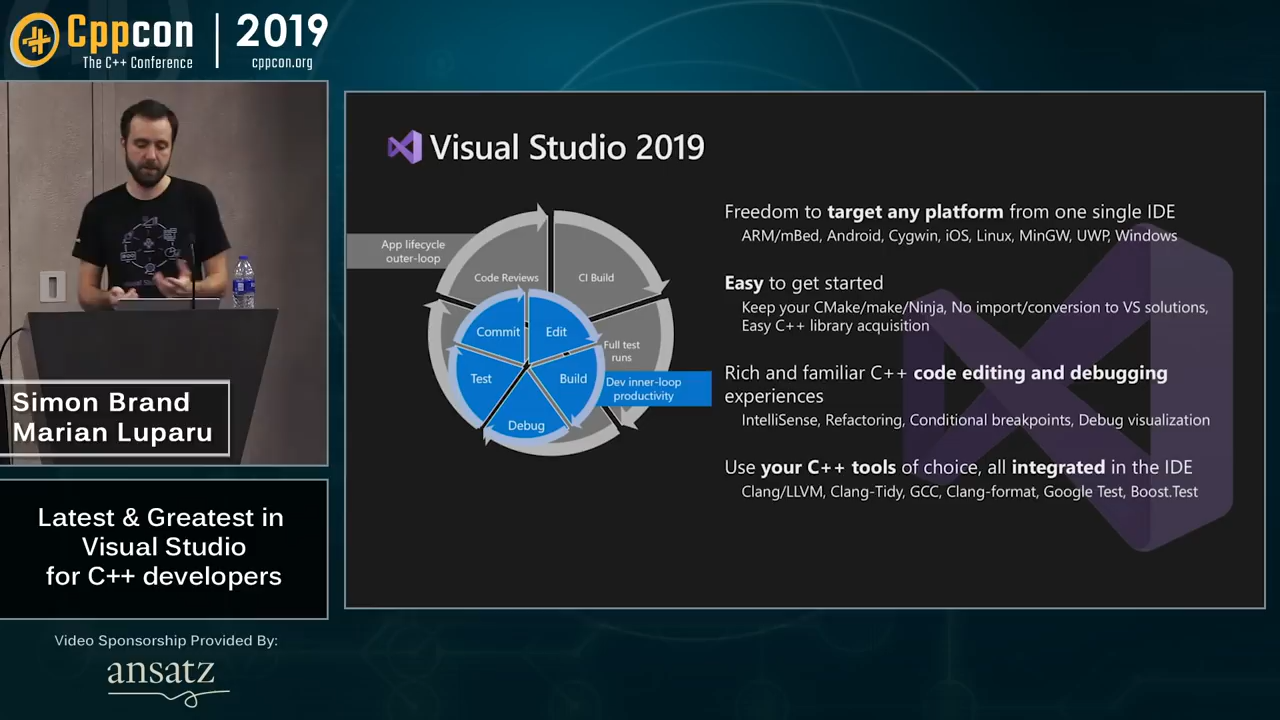 Cppcon
The C++ Conference
2019
cppcon.org
Simon Brand
Marian Luparu
Latest & Greatest in
Visual Studio
for C++ developers
Video Sponsorship Provided By:
ansatz
Visual Studio 2019
App lifecycle
outer-loop
Code Reviews
CI Build
Full test
runs
Commit
Edit
Test
Build
Debug
Dev inner-loop
productivity
Freedom to target any platform from one single IDE
ARM/mBed, Android, Cygwin, iOS, Linux, MinGW, UWP, Windows
Easy to get started
Keep your CMake/make/Ninja, No import/conversion to VS solutions,
Easy C++ library acquisition
Rich and familiar C++ code editing and debugging
experiences
IntelliSense, Refactoring, Conditional breakpoints, Debug visualization
Use your C++ tools of choice, all integrated in the IDE
Clang/LLVM, Clang-Tidy, GCC, Clang-format, Google Test, Boost.Test